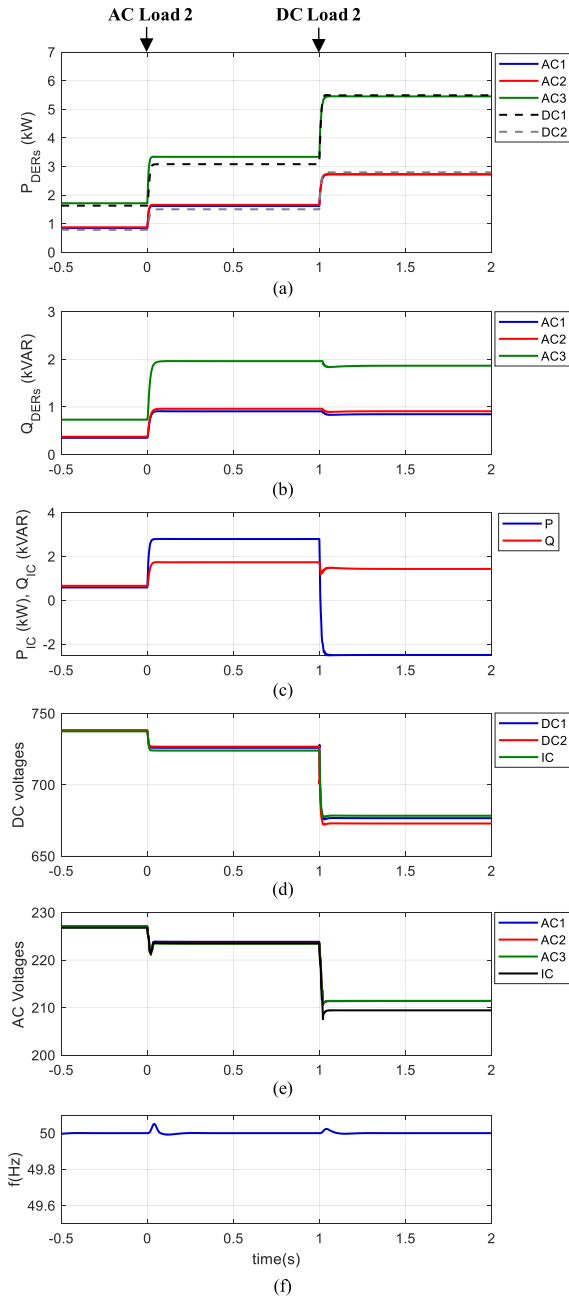 AC Load 2 DC Load 2
7
6
5
4
3
2
1
0
P_DERs (kW)
-0.5 0 0.5 1 1.5 2
AC1
AC2
AC3
DC1
DC2
(a)
3
2
1
0
Q_DERs (kVAR)
-0.5 0 0.5 1 1.5 2
AC1
AC2
AC3
(b)
4
2
0
-2
P_IC (kW), Q_IC (kVAR)
-0.5 0 0.5 1 1.5 2
P
Q
(c)
750
700
650
DC voltages
-0.5 0 0.5 1 1.5 2
DC1
DC2
IC
(d)
230
220
210
200
AC Voltages
-0.5 0 0.5 1 1.5 2
AC1
AC2
AC3
IC
(e)
50
49.8
49.6
f(Hz)
-0.5 0 0.5 1 1.5 2
time(s)
(f)